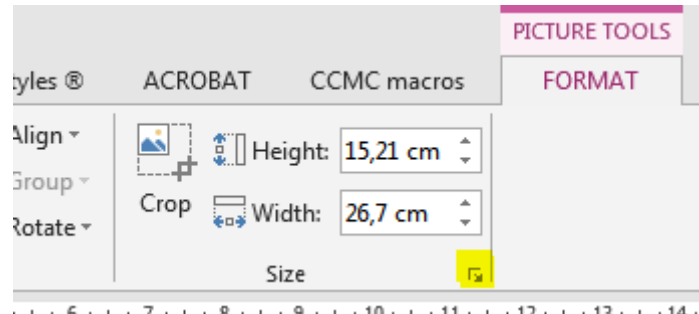 PICTURE TOOLS
tyles ® ACROBAT CCMC macros FORMAT
Align Height: 15,21 cm
Group
Crop Width: 26,7 cm
Rotate
Size
6 7 8 9 10 11 12 13 14